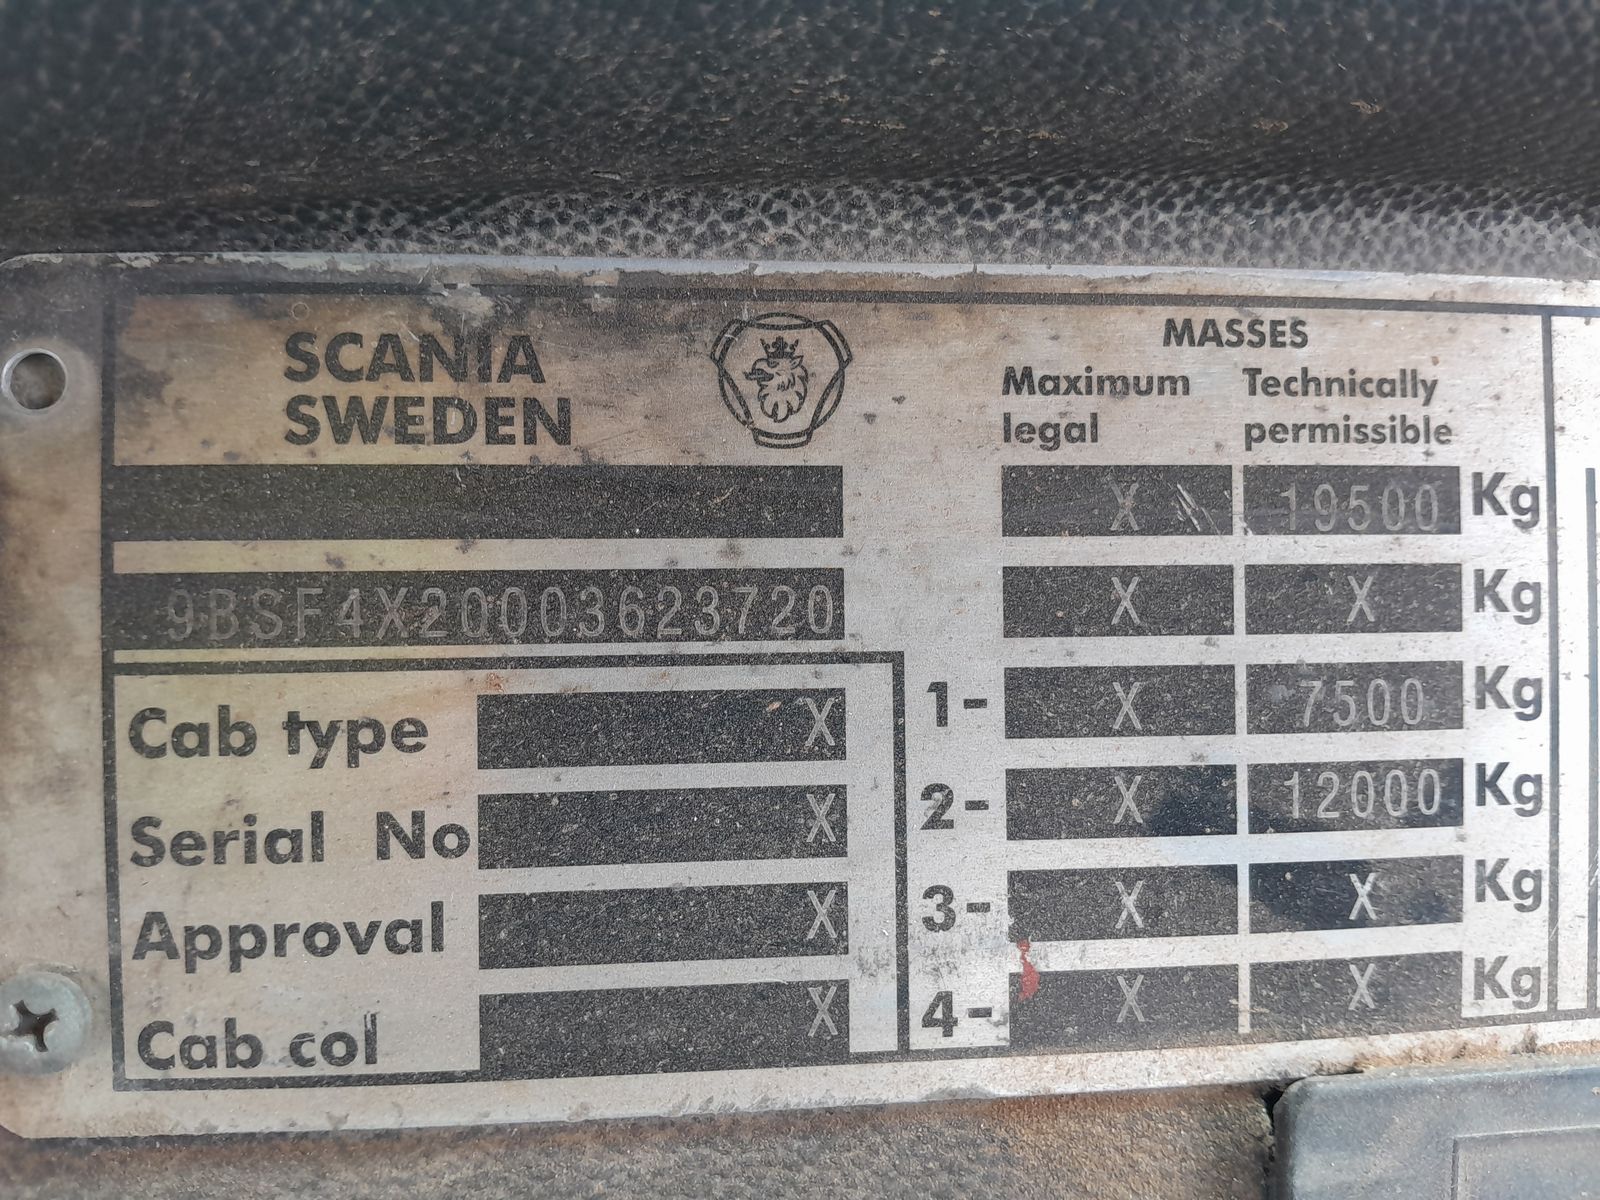 SCANIA
SWEDEN
MASSES
Maximum legal
Technically permissible
X 19500 Kg
9BSF4X20003623720
X X Kg
1- X 7500 Kg
Cab type X
2- X 12000 Kg
Serial No X
3- X X Kg
Approval X
4- X X Kg
Cab col X